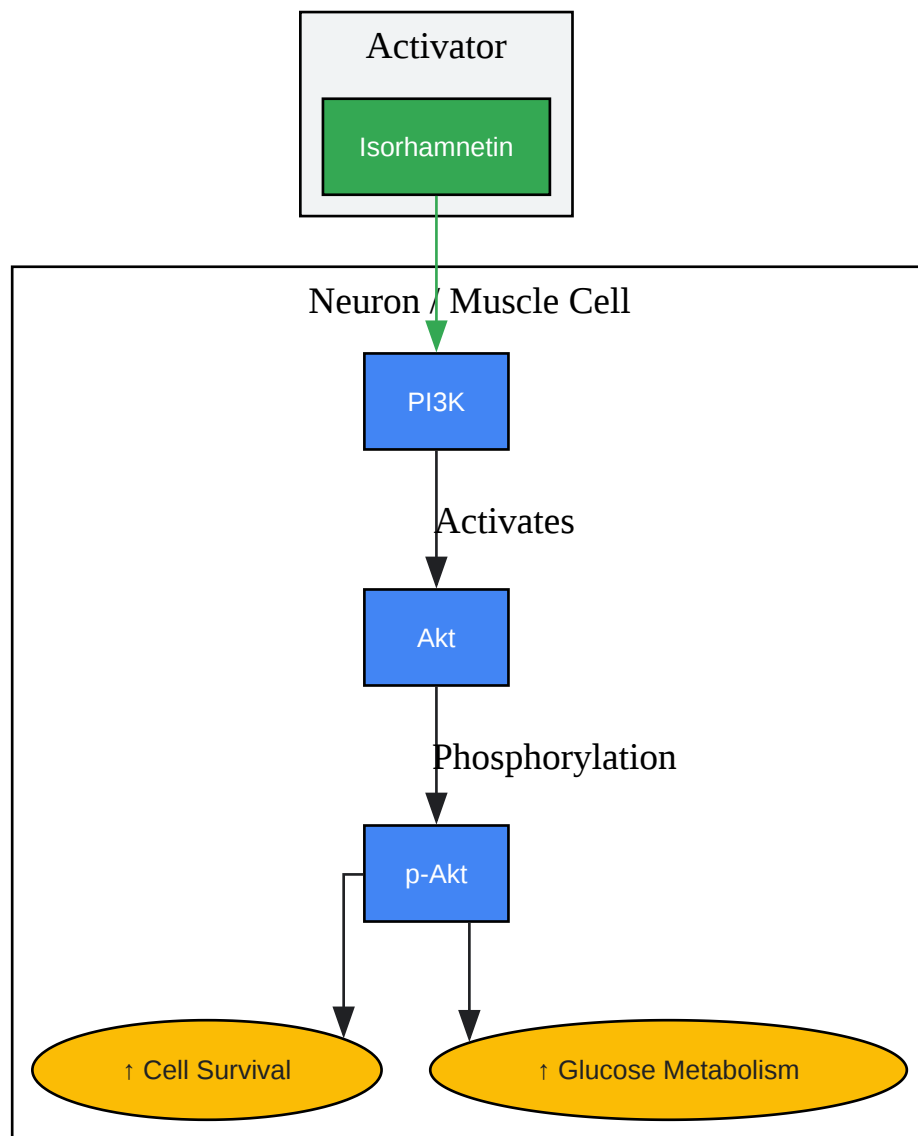 Activator
Isorhamnetin
Neuron / Muscle Cell
PI3K
Activates
Akt
Phosphorylation
p-Akt
↑ Cell Survival
↑ Glucose Metabolism